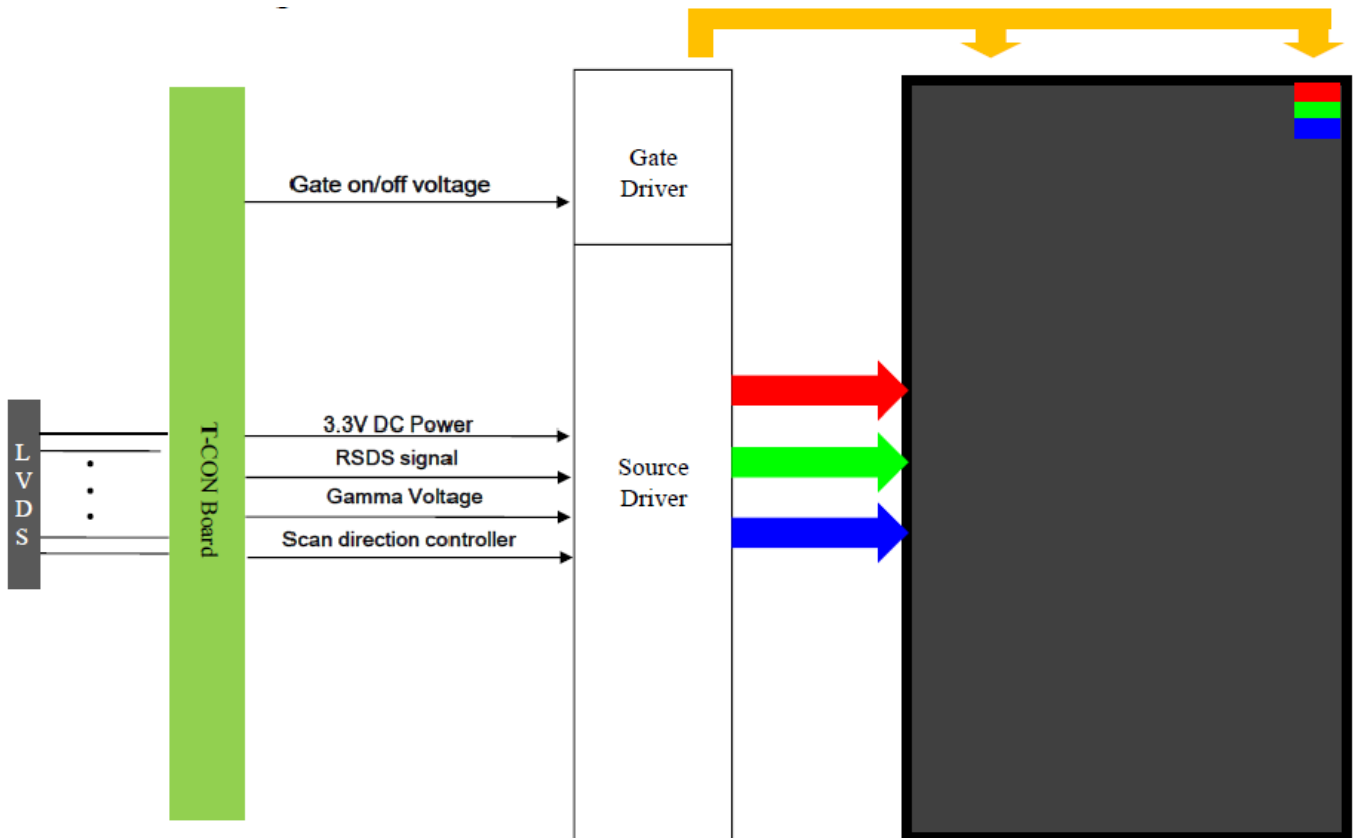 Gate on/off voltage
Gate
Driver
LVDS
T-CON Board
3.3V DC Power
RSDS signal
Gamma Voltage
Scan direction controller
Source
Driver